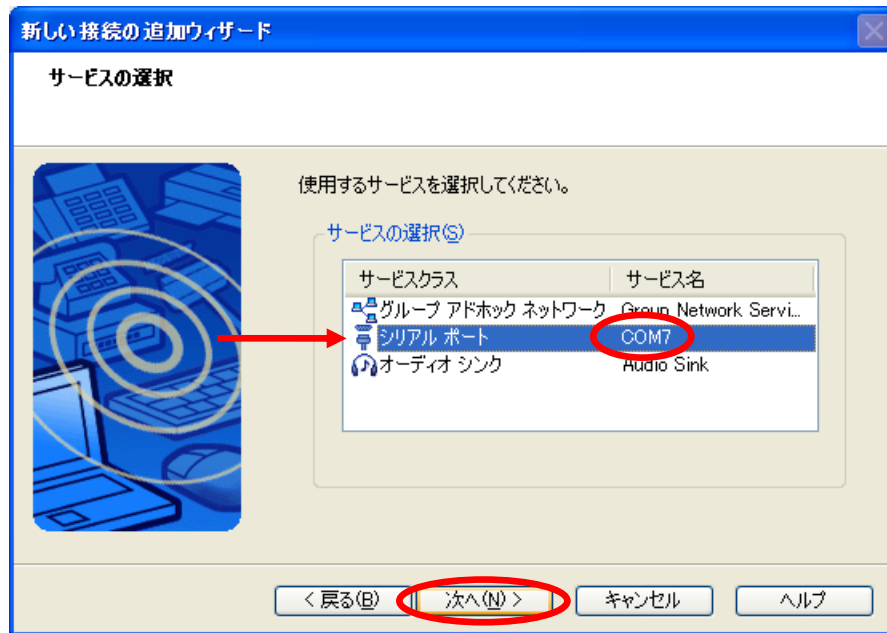 新しい接続の追加ウィザード
サービスの選択
使用するサービスを選択してください。
サービスの選択(S)
サービスクラス サービス名
グループ アドホック ネットワーク Group Network Servi...
シリアル ポート COM7
オーディオ シンク Audio Sink
< 戻る(B) 次へ(N) > キャンセル ヘルプ